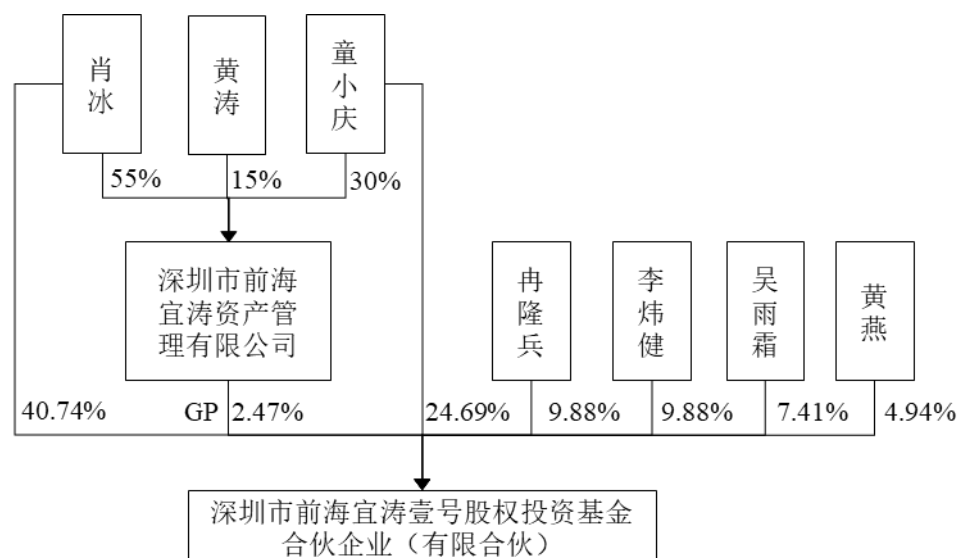 肖冰
黄涛
童小庆
55%
15%
30%
深圳市前海
宜涛资产管
理有限公司
冉隆兵
李炜健
吴雨霜
黄燕
40.74%
GP
2.47%
24.69%
9.88%
9.88%
7.41%
4.94%
深圳市前海宜涛壹号股权投资基金
合伙企业（有限合伙）